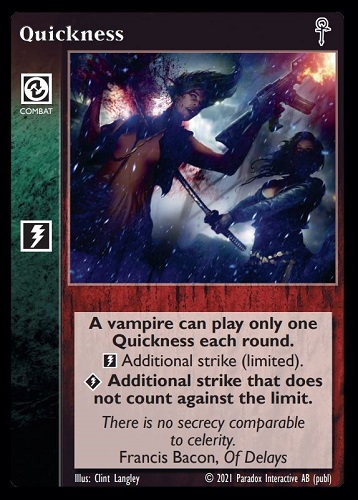 Quickness
COMBAT
A vampire can play only one
Quickness each round.
Additional strike (limited).
Additional strike that does
not count against the limit.
There is no secrecy comparable
to celerity.
Francis Bacon, Of Delays
Illus: Clint Langley © 2021 Paradox Interactive AB (publ)